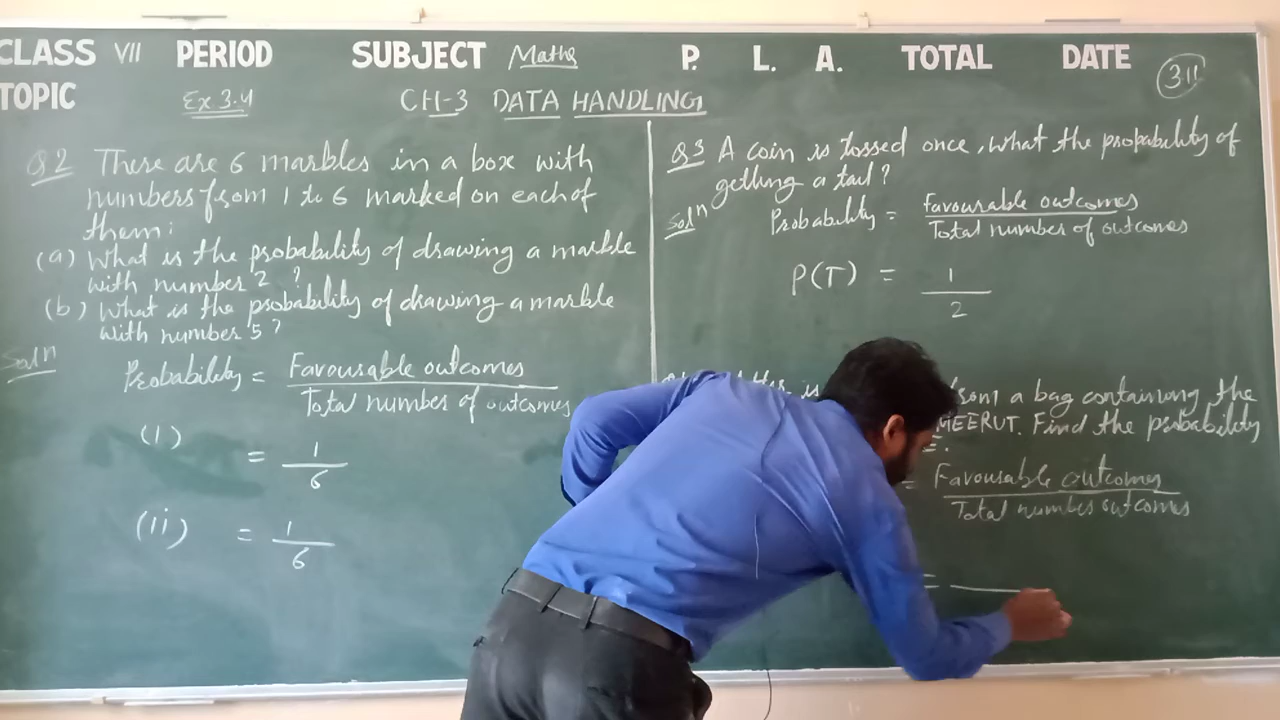 CLASS VII PERIOD SUBJECT Maths P. L. A. TOTAL DATE
TOPIC Ex 3.4 CH-3 DATA HANDLING
311
Q2 There are 6 marbles in a box with
numbers from 1 to 6 marked on each of
them:
(a) What is the probability of drawing a marble
with number 2 ?
(b) What is the probability of drawing a marble
with number 5 ?
Solⁿ
Probability = Favourable outcomes
Total number of outcomes
(i) = 1
6
(ii) = 1
6
Q3 A coin is tossed once, What the probability of
getting a tail ?
Solⁿ
Probability = Favourable outcomes
Total number of outcomes
P(T) = 1
2
is from a bag containing the
MEERUT. Find the probability
= Favourable outcomes
Total number outcomes
=